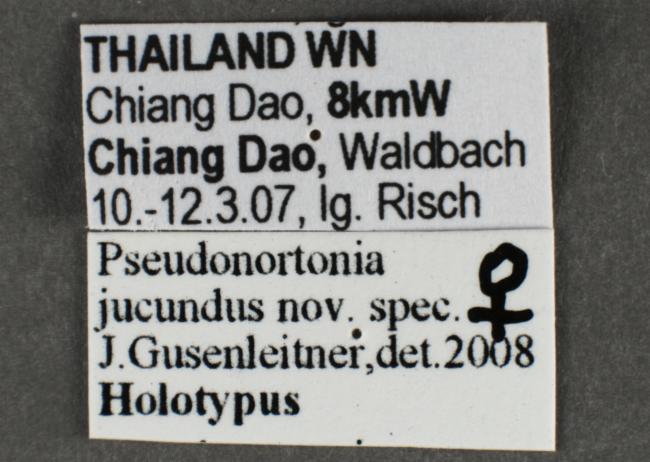 THAILAND WN
Chiang Dao, 8kmW
Chiang Dao, Waldbach
10.-12.3.07, lg. Risch
Pseudonortonia
jucundus nov. spec. ♀
J.Gusenleitner,det.2008
Holotypus